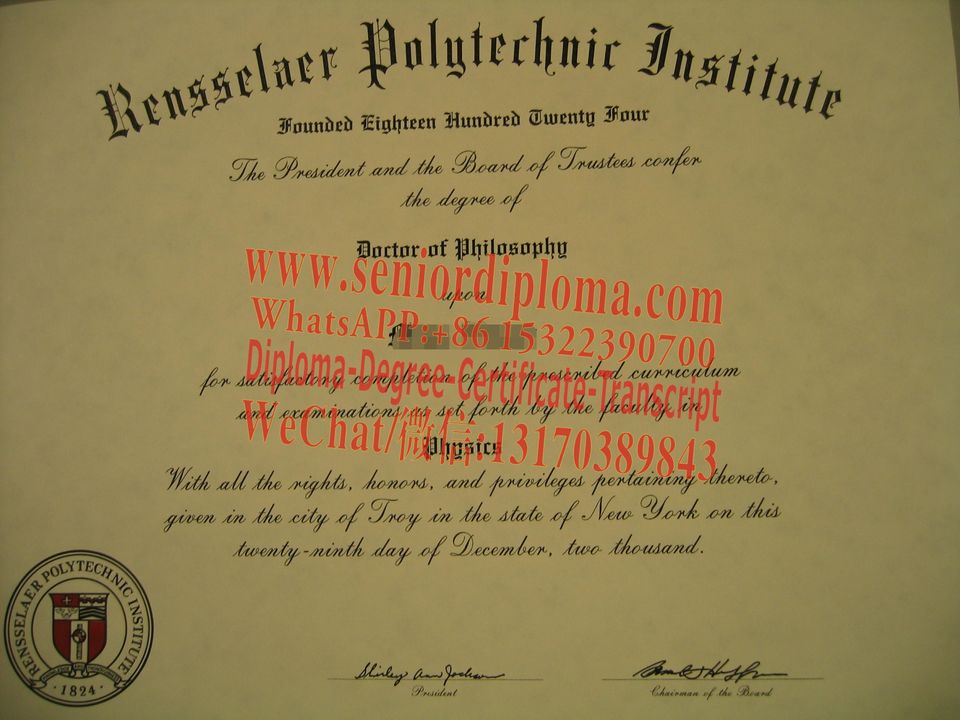 Rensselaer Polytechnic Institute
Founded Eighteen Hundred Twenty Four
The President and the Board of Trustees confer
the degree of
Doctor of Philosophy
www.seniordiploma.com
upon
WhatsAPP:+86 15322390700
Diploma-Degree-Certificate-Transcript
for satisfactory completion of the prescribed curriculum
and examinations as set forth by the faculty in
WeChat/微信:13170389843
Physics
With all the rights, honors, and privileges pertaining thereto,
given in the city of Troy in the state of New York on this
twenty-ninth day of December, two thousand.
RENSSELAER POLYTECHNIC INSTITUTE
· 1824 ·
Shirley Ann Jackson
President
Chairman of the Board